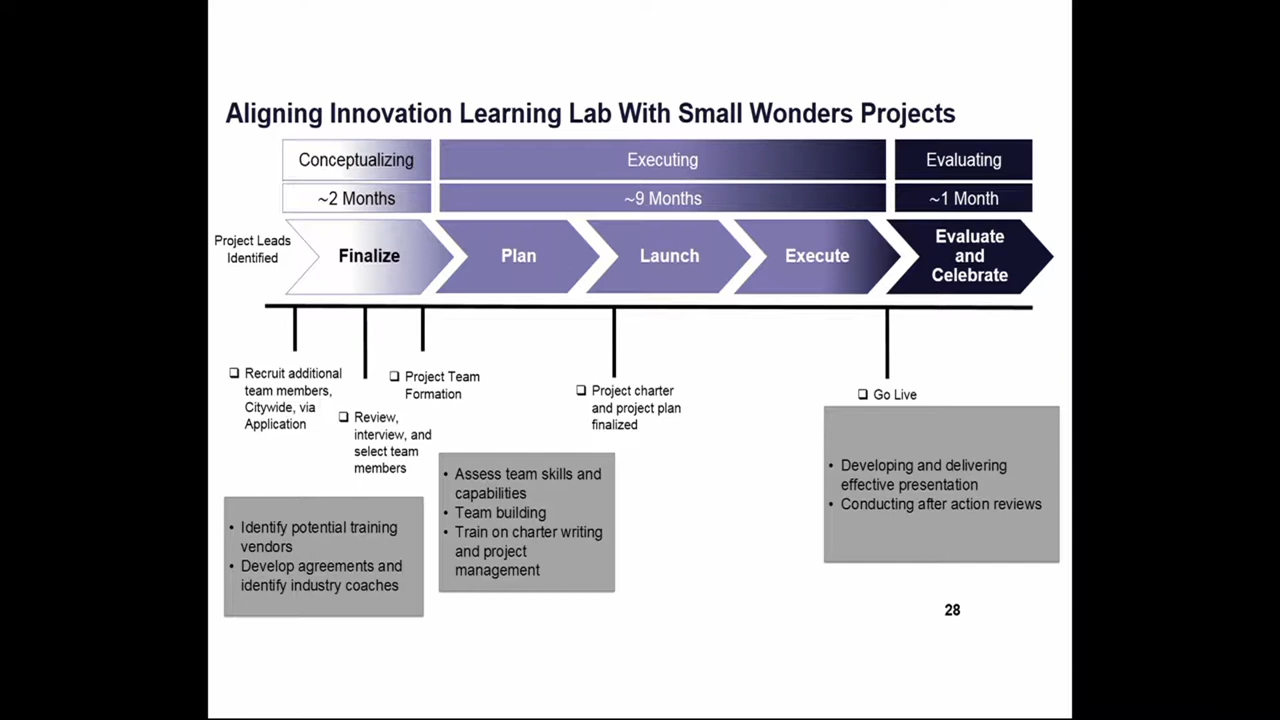 Aligning Innovation Learning Lab With Small Wonders Projects
Conceptualizing
Executing
Evaluating
~2 Months
~9 Months
~1 Month
Project Leads
Identified
Finalize
Plan
Launch
Execute
Evaluate
and
Celebrate
Recruit additional
team members,
Citywide, via
Application
Review,
interview, and
select team
members
Project Team
Formation
Project charter
and project plan
finalized
Go Live
• Identify potential training
vendors
• Develop agreements and
identify industry coaches
• Assess team skills and
capabilities
• Team building
• Train on charter writing
and project
management
• Developing and delivering
effective presentation
• Conducting after action reviews
28